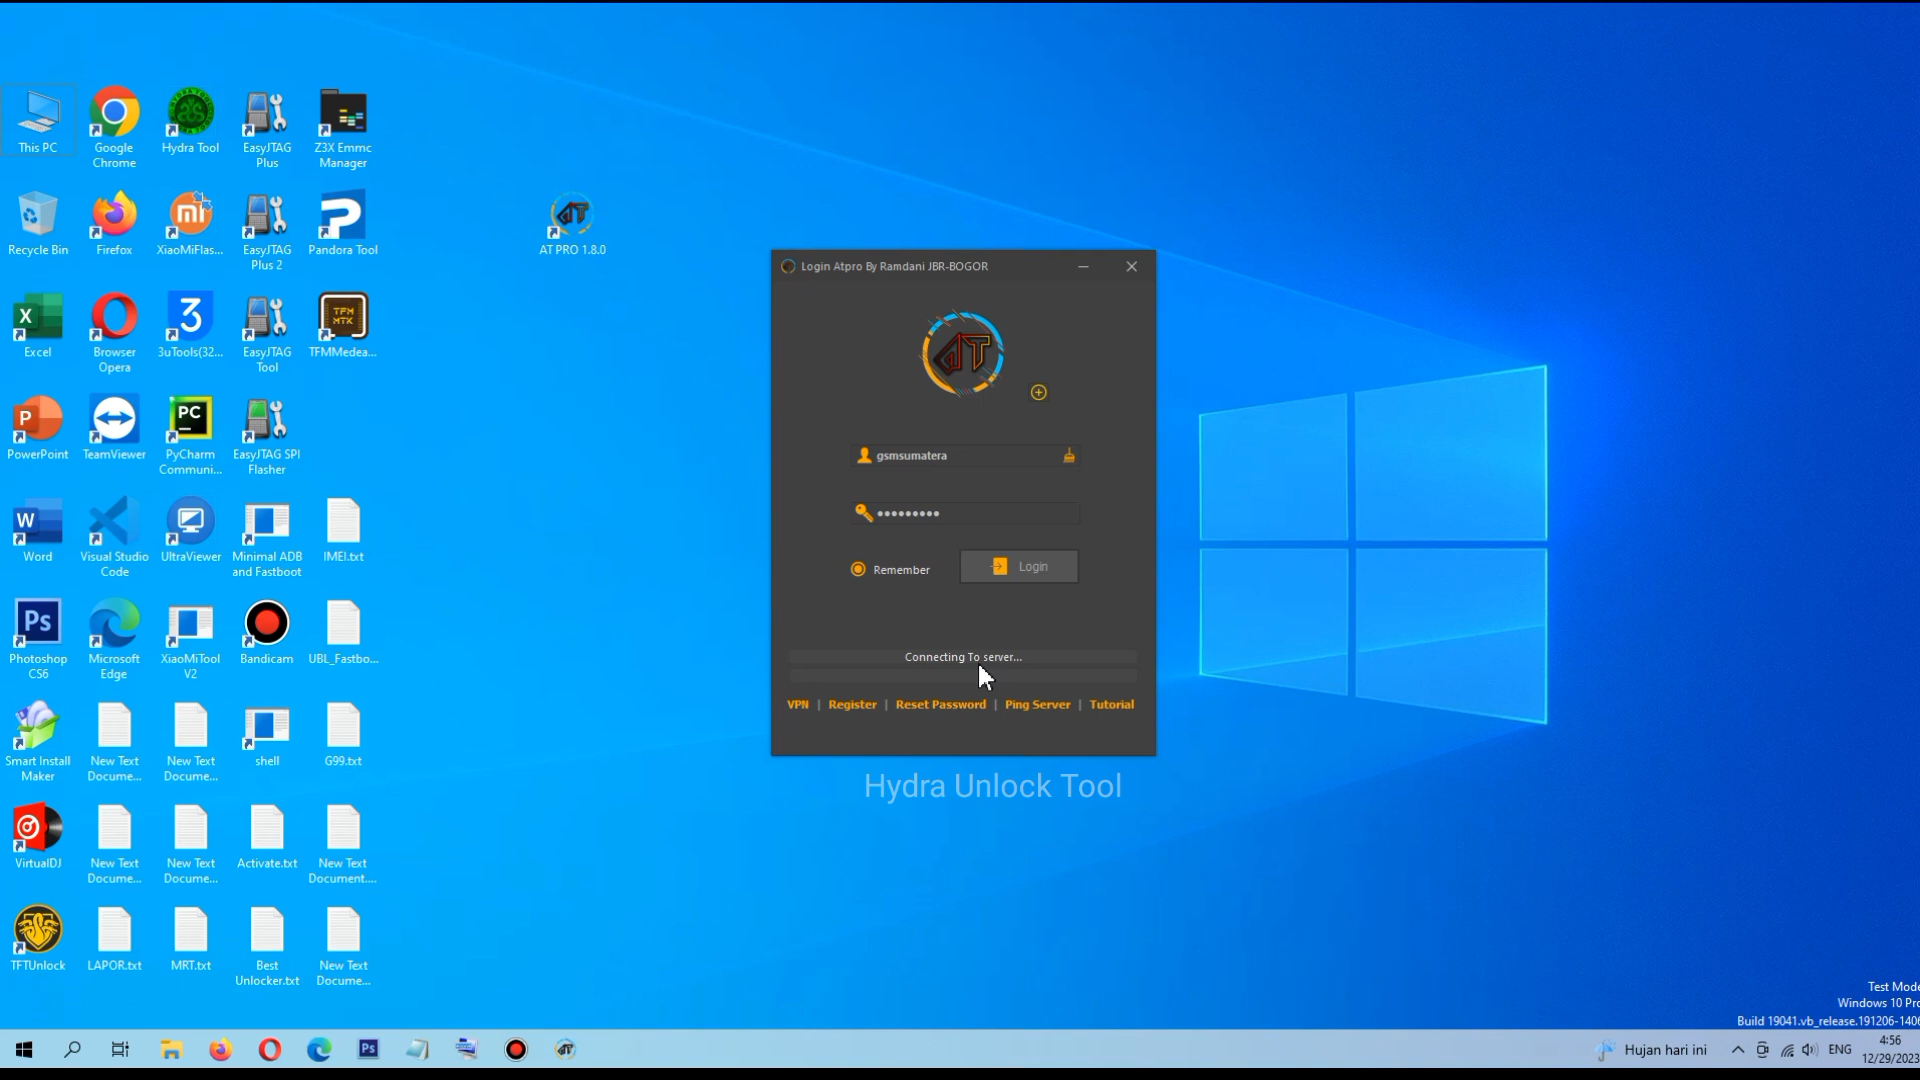 This PC
Google
Chrome
Hydra Tool
EasyJTAG
Plus
Z3X Emmc
Manager
Recycle Bin
Firefox
XiaoMiFlas...
EasyJTAG
Plus 2
Pandora Tool
AT PRO 1.8.0
Excel
Browser
Opera
3uTools(32...
EasyJTAG
Tool
TFMMedea...
PowerPoint
TeamViewer
PyCharm
Communi...
EasyJTAG SPI
Flasher
Word
Visual Studio
Code
UltraViewer
Minimal ADB
and Fastboot
IMEI.txt
Photoshop
CS6
Microsoft
Edge
XiaoMiTool
V2
Bandicam
UBL_Fastbo...
Smart Install
Maker
New Text
Docume...
New Text
Docume...
shell
G99.txt
VirtualDJ
New Text
Docume...
New Text
Docume...
Activate.txt
New Text
Document....
TFTUnlock
LAPOR.txt
MRT.txt
Best
Unlocker.txt
New Text
Docume...
Login Atpro By Ramdani JBR-BOGOR
gsmsumatera
•••••••••
Remember
Login
Connecting To server...
VPN | Register | Reset Password | Ping Server | Tutorial
Hydra Unlock Tool
Test Mode
Windows 10 Pro
Build 19041.vb_release.191206-1406
Hujan hari ini
ENG
4:56
12/29/2023